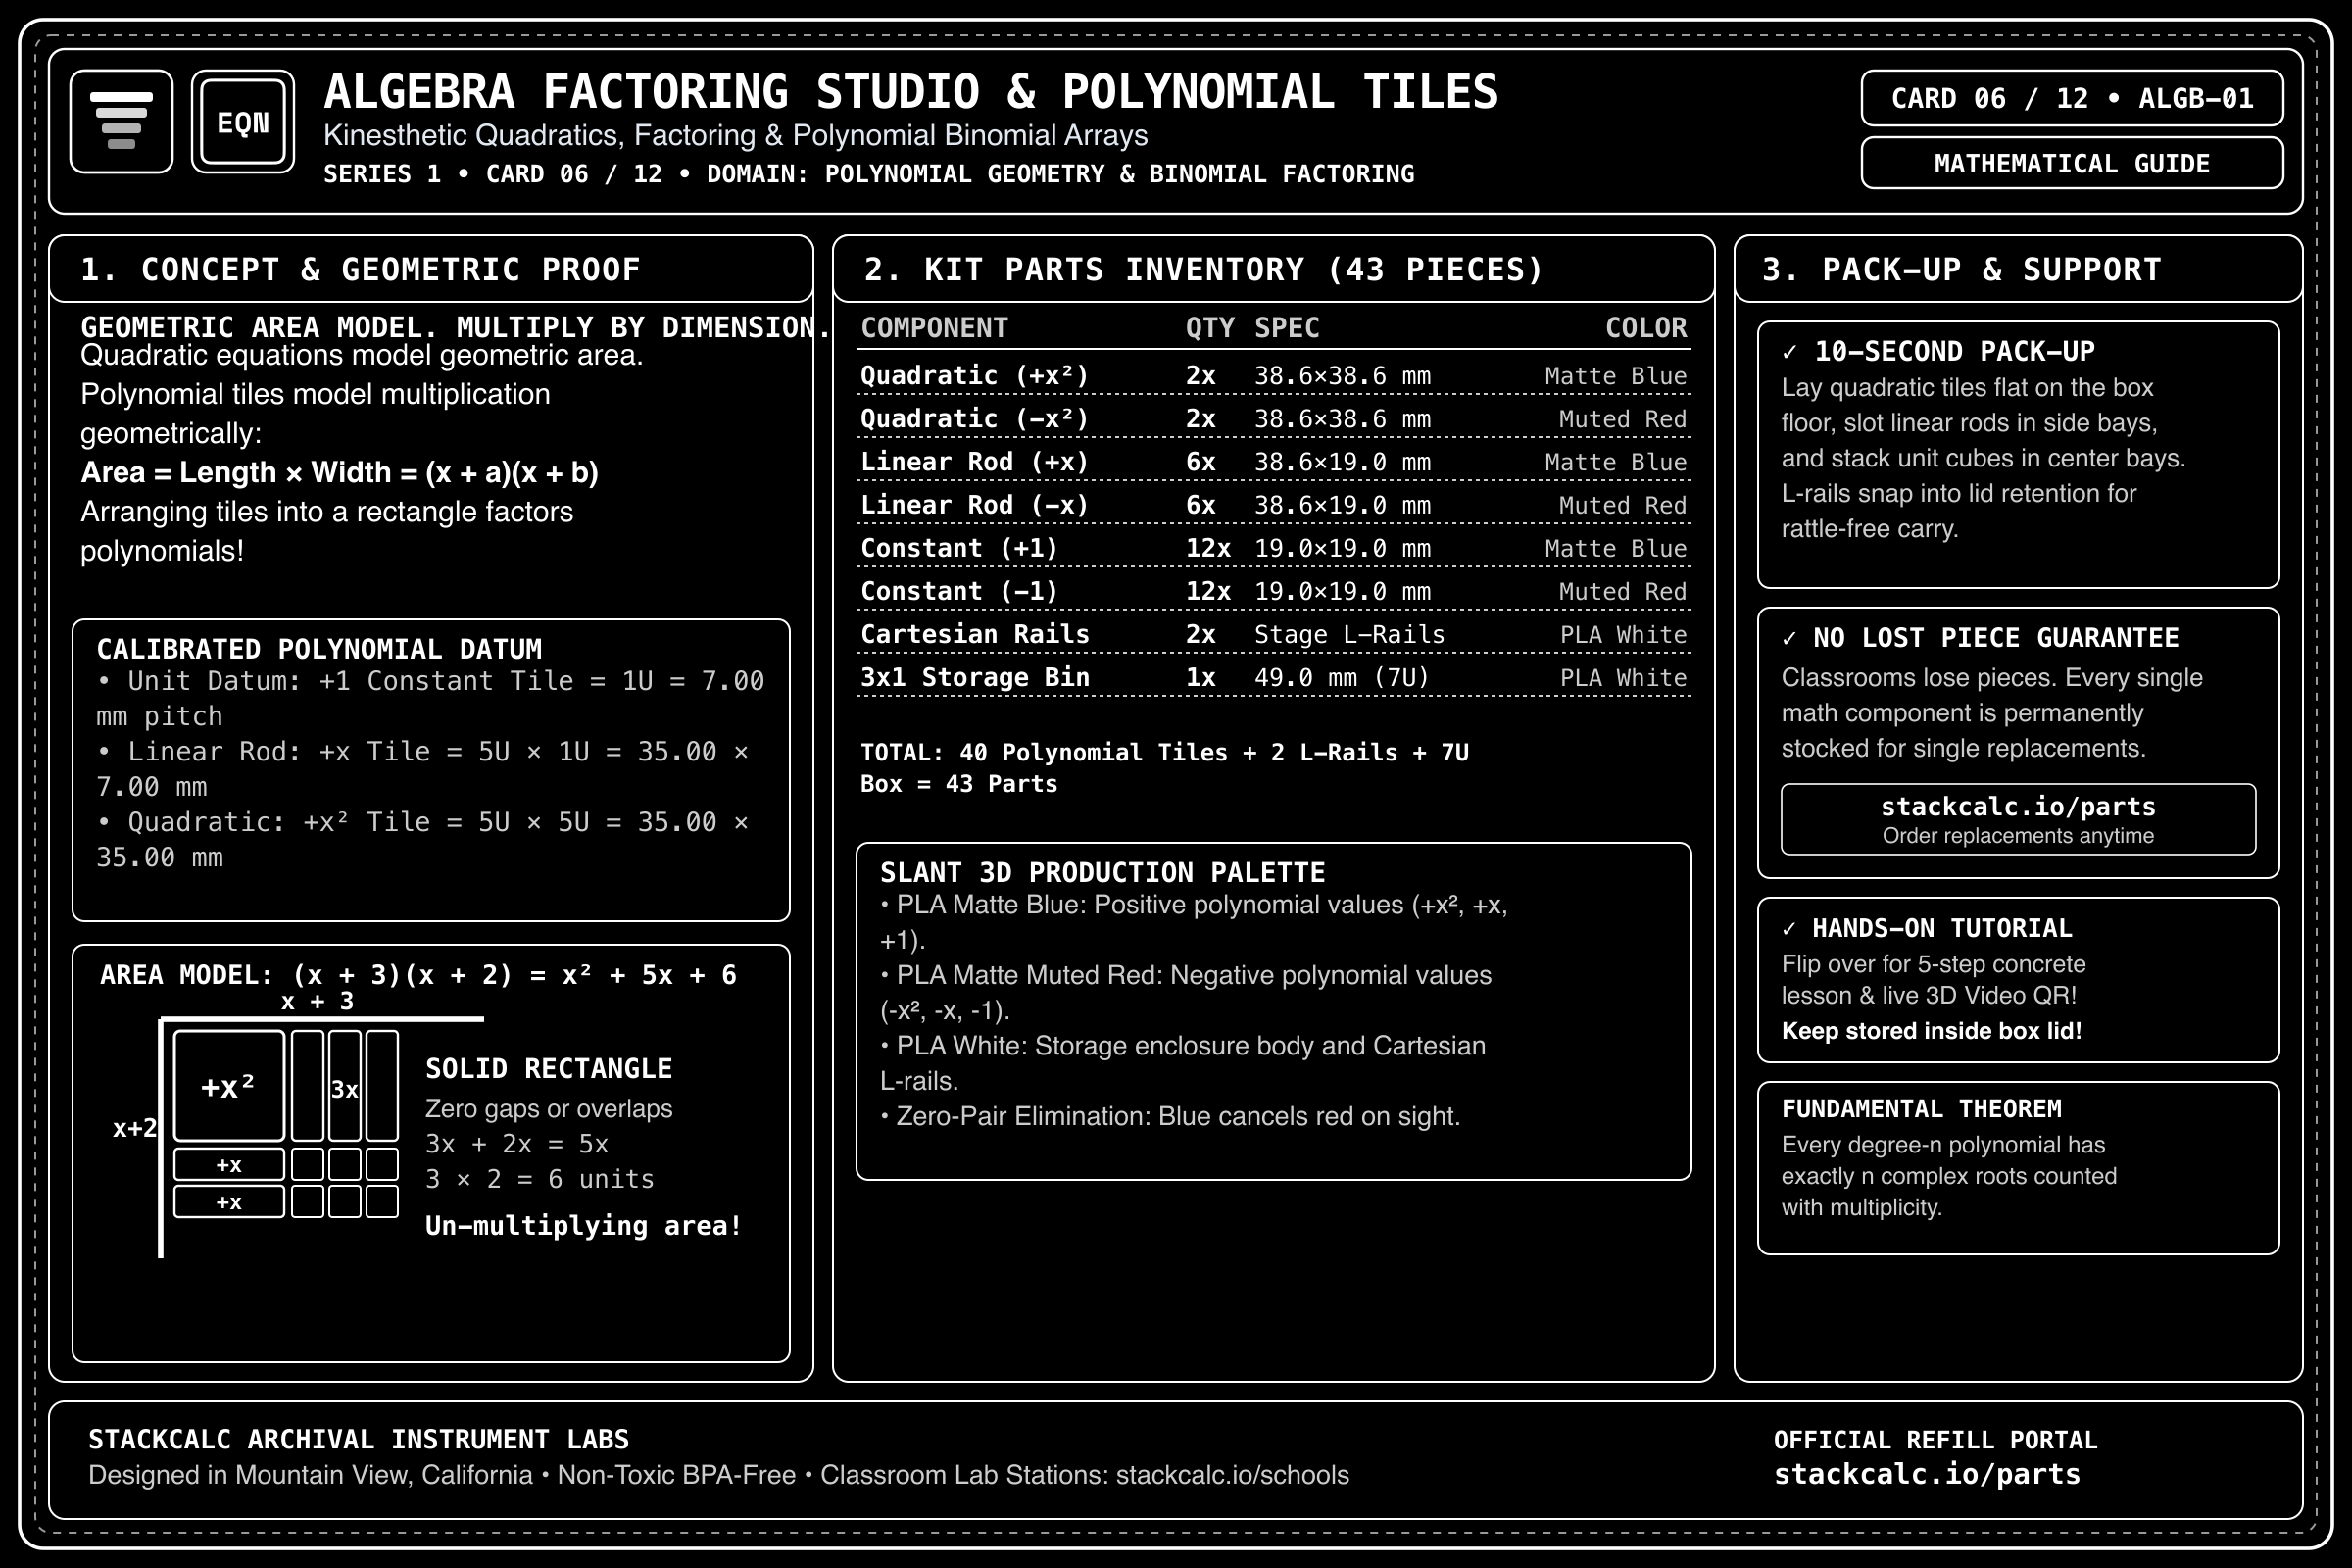 EQN
ALGEBRA FACTORING STUDIO & POLYNOMIAL TILES
Kinesthetic Quadratics, Factoring & Polynomial Binomial Arrays
SERIES 1 • CARD 06 / 12 • DOMAIN: POLYNOMIAL GEOMETRY & BINOMIAL FACTORING
CARD 06 / 12 • ALGB-01
MATHEMATICAL GUIDE
1. CONCEPT & GEOMETRIC PROOF
GEOMETRIC AREA MODEL. MULTIPLY BY DIMENSION.
Quadratic equations model geometric area.
Polynomial tiles model multiplication
geometrically:
Area = Length × Width = (x + a)(x + b)
Arranging tiles into a rectangle factors
polynomials!
CALIBRATED POLYNOMIAL DATUM
• Unit Datum: +1 Constant Tile = 1U = 7.00
mm pitch
• Linear Rod: +x Tile = 5U × 1U = 35.00 ×
7.00 mm
• Quadratic: +x² Tile = 5U × 5U = 35.00 ×
35.00 mm
AREA MODEL: (x + 3)(x + 2) = x² + 5x + 6
x + 3
x+2
+x²
3x
+x
+x
SOLID RECTANGLE
Zero gaps or overlaps
3x + 2x = 5x
3 × 2 = 6 units
Un-multiplying area!
2. KIT PARTS INVENTORY (43 PIECES)
COMPONENT QTY SPEC COLOR
Quadratic (+x²) 2x 38.6×38.6 mm Matte Blue
Quadratic (-x²) 2x 38.6×38.6 mm Muted Red
Linear Rod (+x) 6x 38.6×19.0 mm Matte Blue
Linear Rod (-x) 6x 38.6×19.0 mm Muted Red
Constant (+1) 12x 19.0×19.0 mm Matte Blue
Constant (-1) 12x 19.0×19.0 mm Muted Red
Cartesian Rails 2x Stage L-Rails PLA White
3x1 Storage Bin 1x 49.0 mm (7U) PLA White
TOTAL: 40 Polynomial Tiles + 2 L-Rails + 7U
Box = 43 Parts
SLANT 3D PRODUCTION PALETTE
• PLA Matte Blue: Positive polynomial values (+x², +x,
+1).
• PLA Matte Muted Red: Negative polynomial values
(-x², -x, -1).
• PLA White: Storage enclosure body and Cartesian
L-rails.
• Zero-Pair Elimination: Blue cancels red on sight.
3. PACK-UP & SUPPORT
✓ 10-SECOND PACK-UP
Lay quadratic tiles flat on the box
floor, slot linear rods in side bays,
and stack unit cubes in center bays.
L-rails snap into lid retention for
rattle-free carry.
✓ NO LOST PIECE GUARANTEE
Classrooms lose pieces. Every single
math component is permanently
stocked for single replacements.
stackcalc.io/parts
Order replacements anytime
✓ HANDS-ON TUTORIAL
Flip over for 5-step concrete
lesson & live 3D Video QR!
Keep stored inside box lid!
FUNDAMENTAL THEOREM
Every degree-n polynomial has
exactly n complex roots counted
with multiplicity.
STACKCALC ARCHIVAL INSTRUMENT LABS
Designed in Mountain View, California • Non-Toxic BPA-Free • Classroom Lab Stations: stackcalc.io/schools
OFFICIAL REFILL PORTAL
stackcalc.io/parts